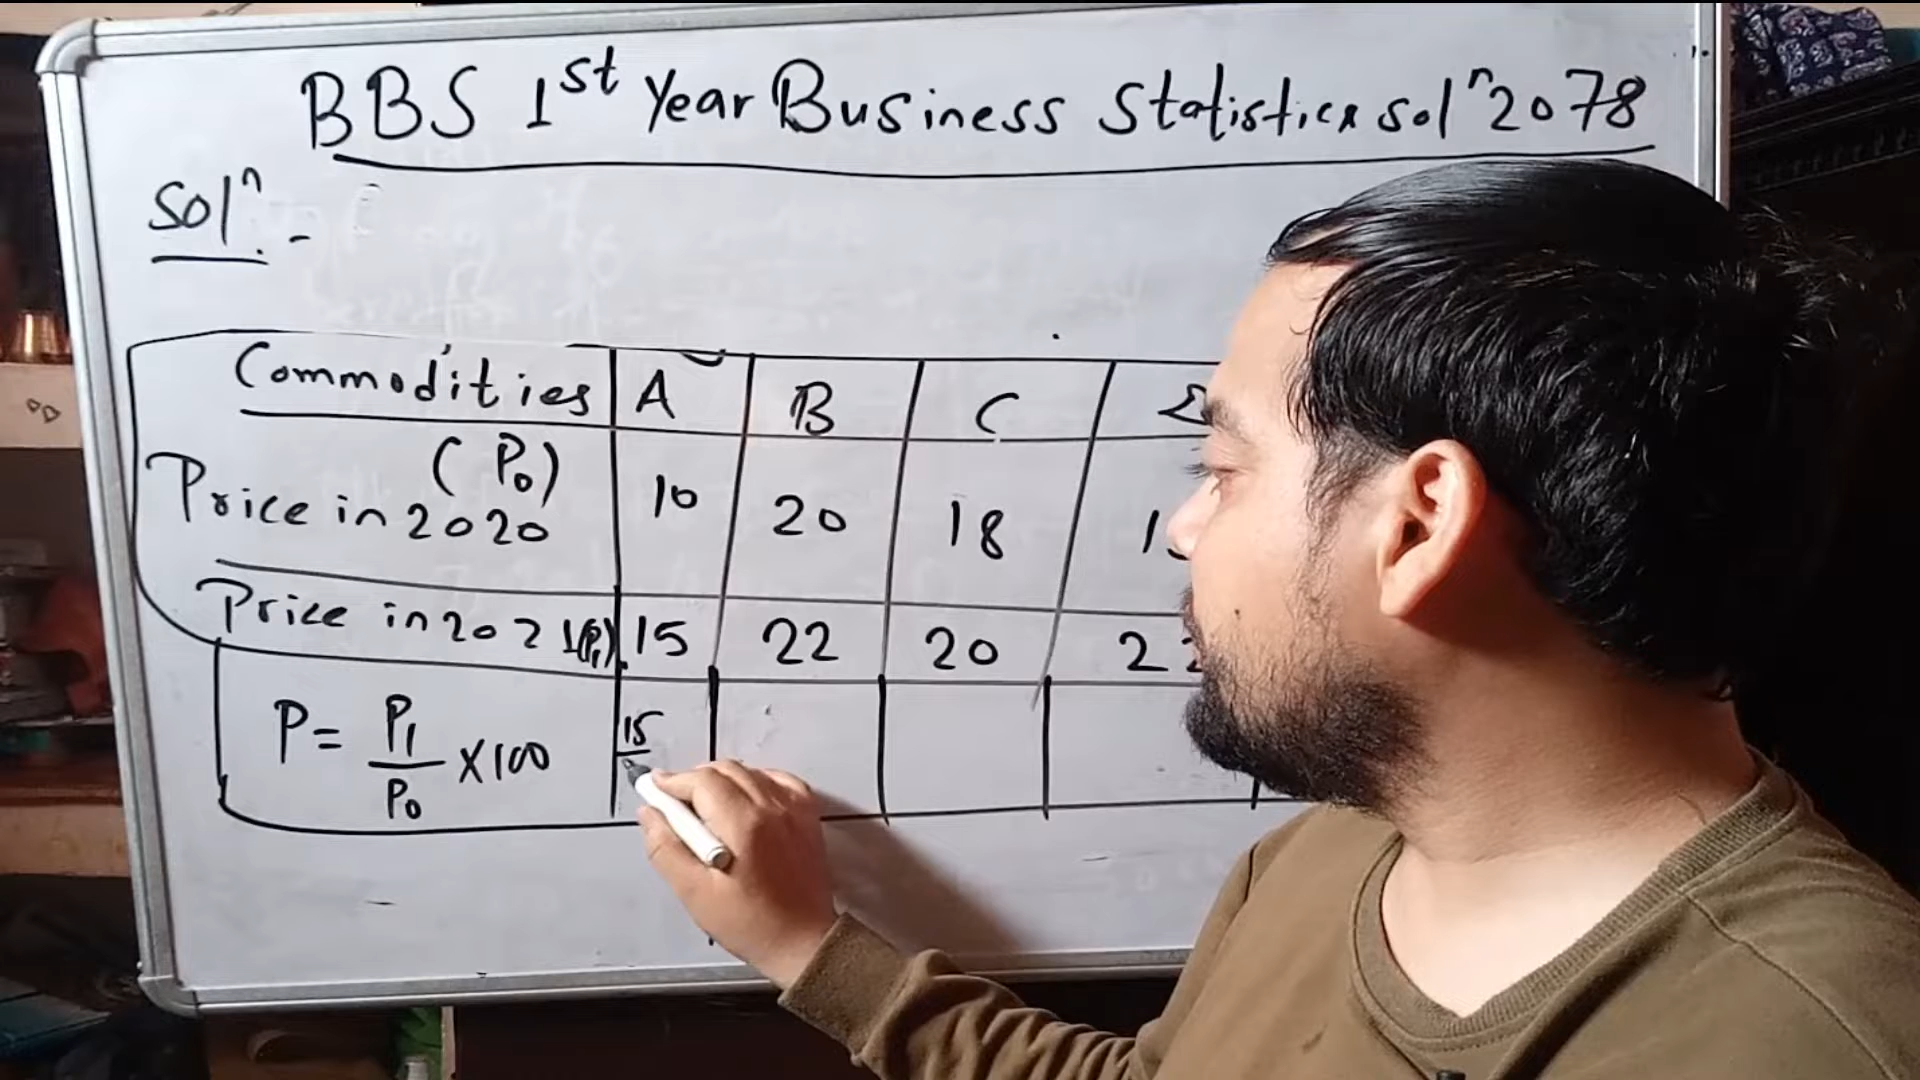 BBS 1st Year Business Statistics solⁿ 2078
Solⁿ:-
Commodities A B C
(P₀)
Price in 2020 10 20 18
Price in 2021(P₁) 15 22 20
P = P₁/P₀ ×100 15